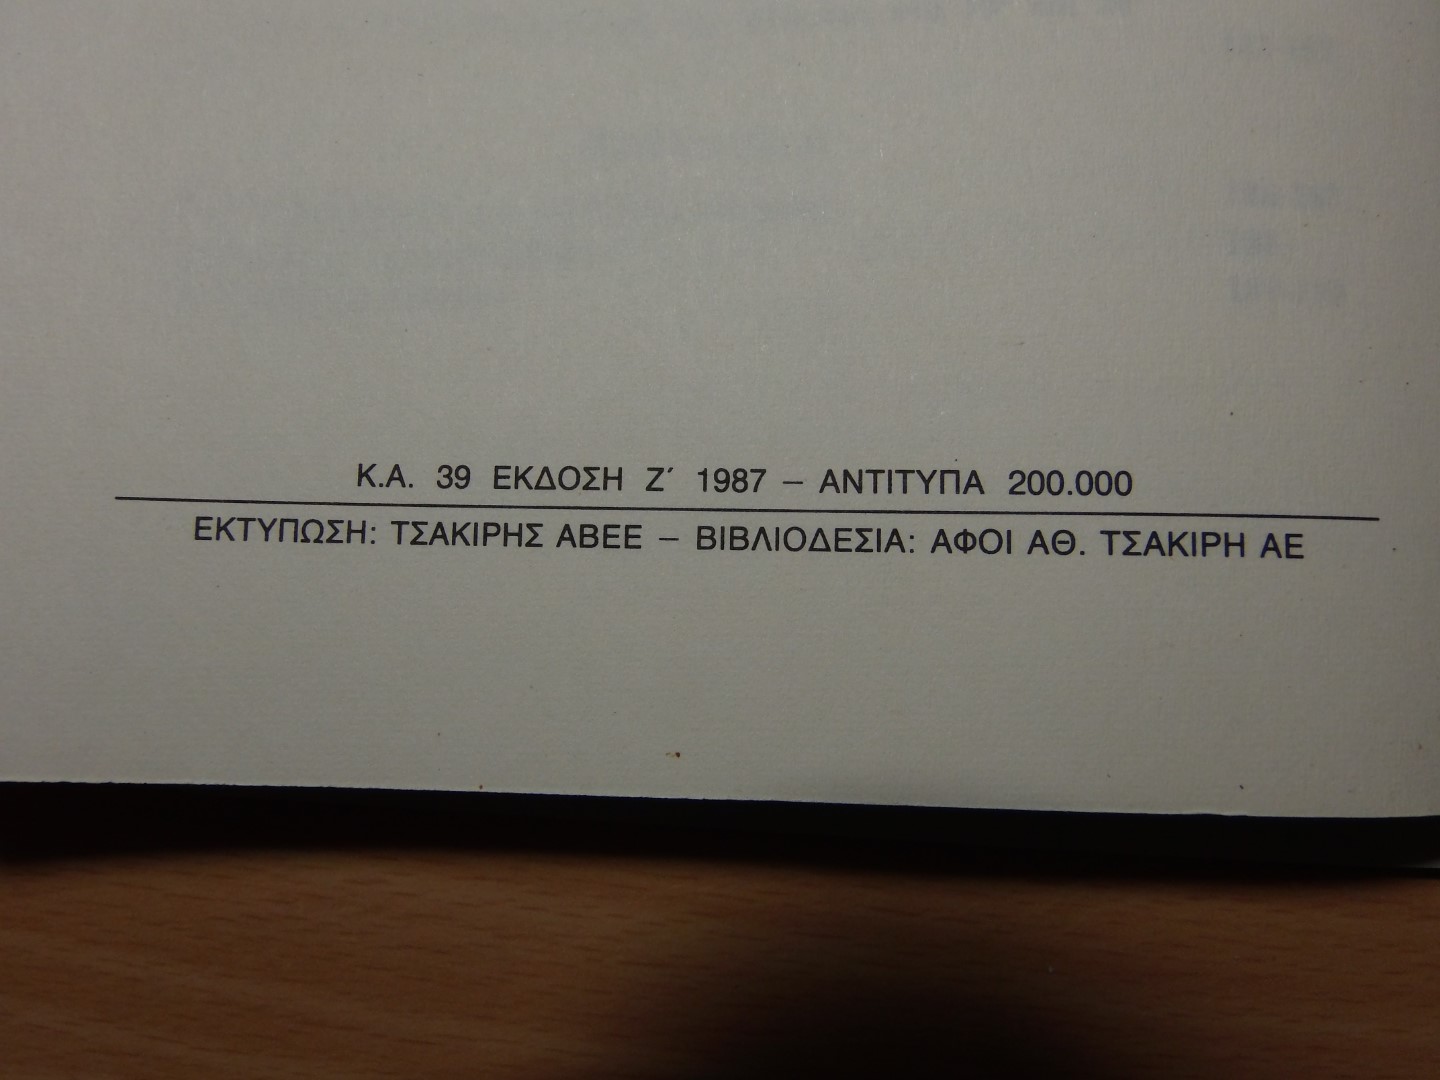 Κ.Α. 39 ΕΚΔΟΣΗ Ζ΄ 1987 – ΑΝΤΙΤΥΠΑ 200.000
ΕΚΤΥΠΩΣΗ: ΤΣΑΚΙΡΗΣ ΑΒΕΕ – ΒΙΒΛΙΟΔΕΣΙΑ: ΑΦΟΙ ΑΘ. ΤΣΑΚΙΡΗ ΑΕ